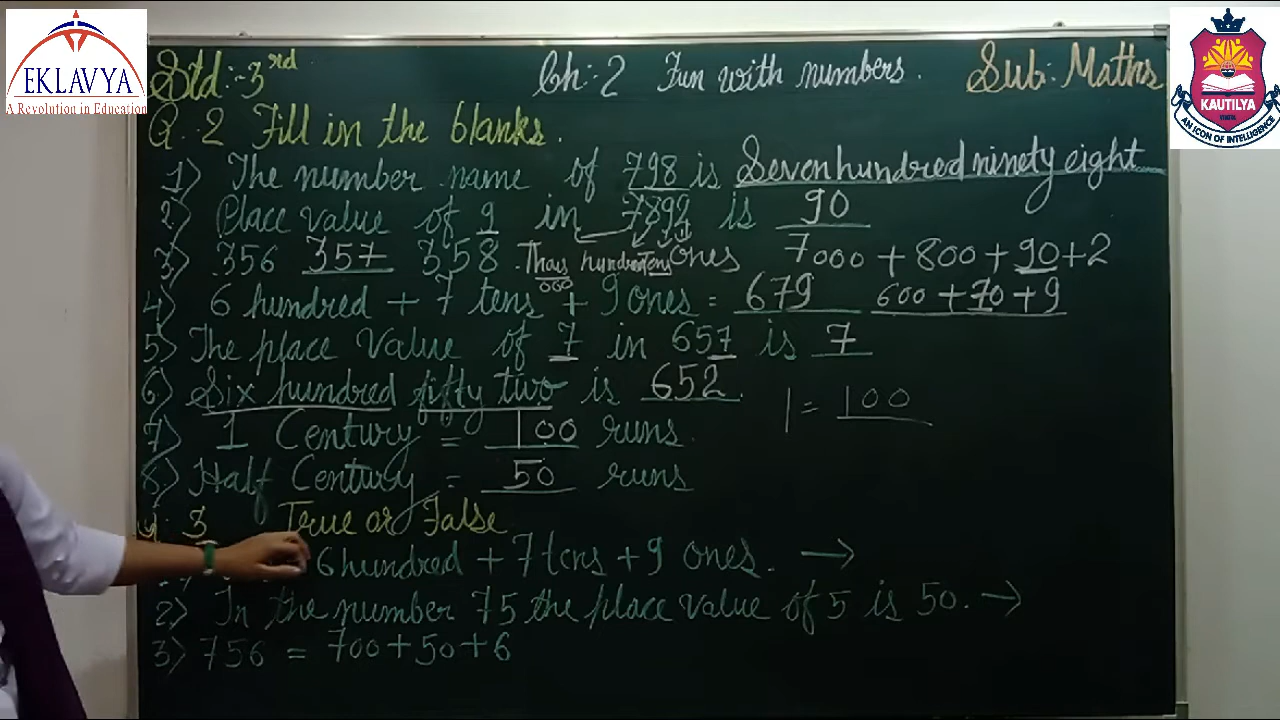 EKLAVYA
A Revolution in Education
KAUTILYA
AN ICON OF INTELLIGENCE
Std:- 3rd Ch:- 2 Fun with numbers. Sub: Maths
Q. 2 Fill in the blanks.
1) The number name of 798 is Seven hundred ninety eight
2) Place value of 9 in 7892 is 90
3) 356 357 358. Thous hundred Tens Ones 7000 + 800 + 90 + 2
000
4) 6 hundred + 7 tens + 9 ones = 679 600 + 70 + 9
5) The place value of 7 in 657 is 7
6) Six hundred fifty two is 652. 1 = 100
7) 1 Century = 100 runs.
8) Half Century = 50 runs
3 True or False
6 hundred + 7 tens + 9 ones. →
2) In the number 75 the place value of 5 is 50. →
3) 756 = 700 + 50 + 6